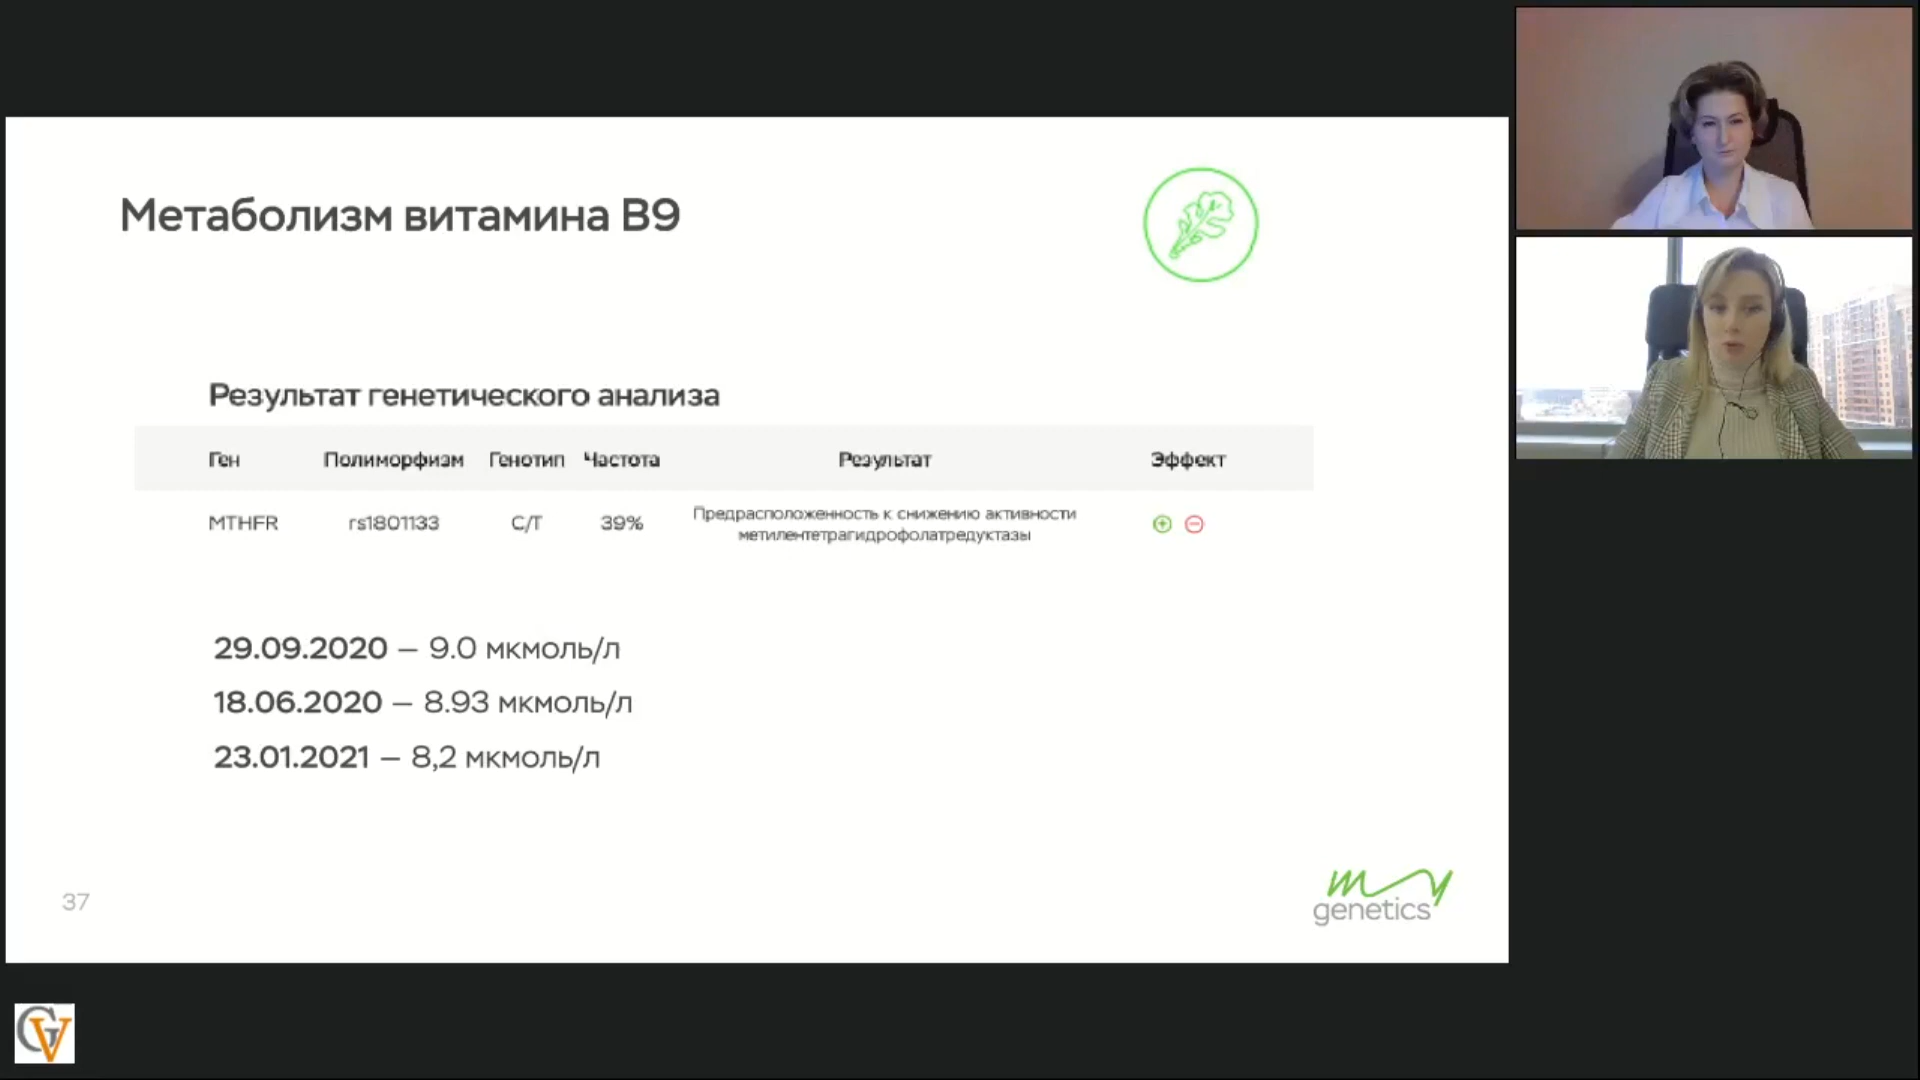 Метаболизм витамина B9
Результат генетического анализа
Ген Полиморфизм Генотип Частота Результат Эффект
MTHFR rs1801133 C/T 39% Предрасположенность к снижению активности
метилентетрагидрофолатредуктазы
29.09.2020 — 9.0 мкмоль/л
18.06.2020 — 8.93 мкмоль/л
23.01.2021 — 8,2 мкмоль/л
37
my
genetics
GV